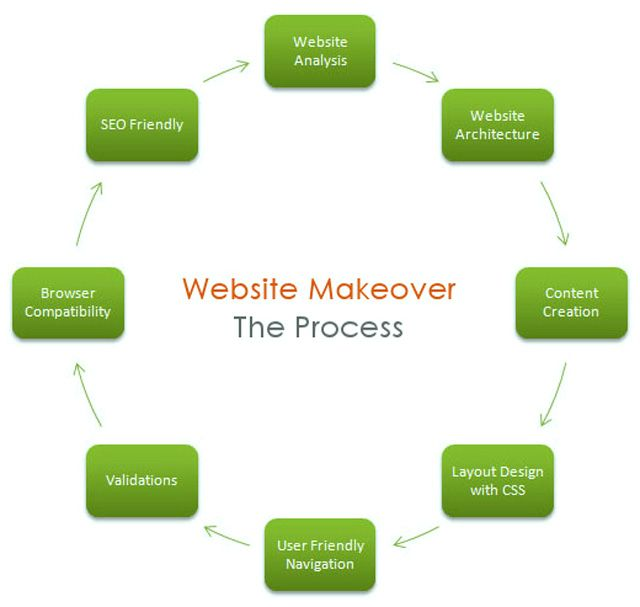 Website
Analysis
Website
Architecture
Content
Creation
Layout Design
with CSS
User Friendly
Navigation
Validations
Browser
Compatibility
SEO Friendly
Website Makeover
The Process